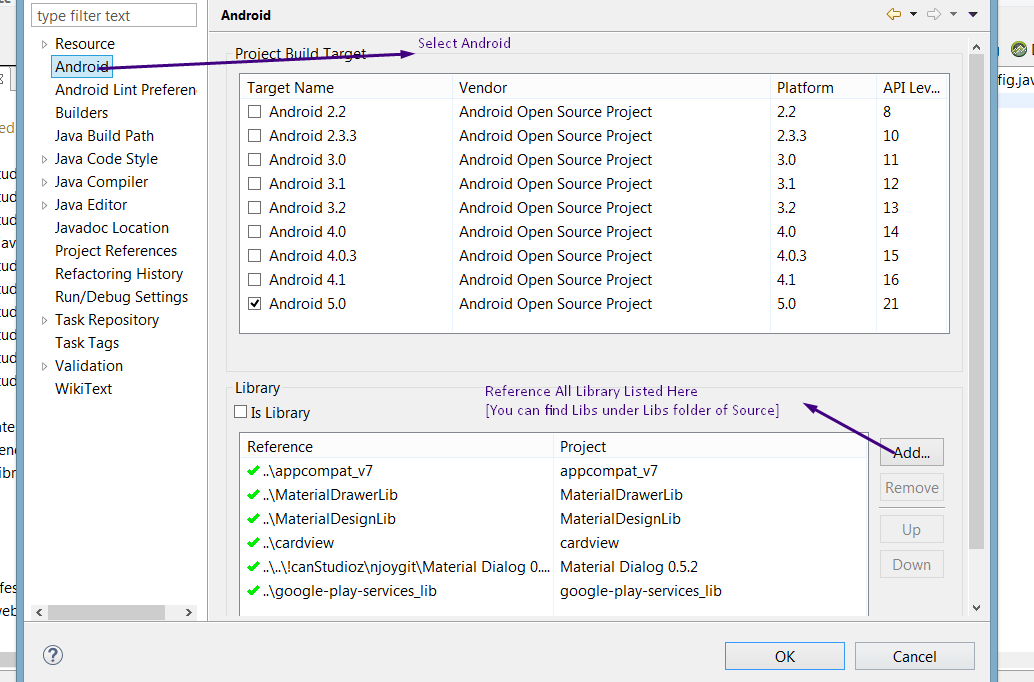 type filter text
Resource
Android
Android Lint Preferen
Builders
Java Build Path
Java Code Style
Java Compiler
Java Editor
Javadoc Location
Project References
Refactoring History
Run/Debug Settings
Task Repository
Task Tags
Validation
WikiText
Android
Select Android
Project Build Target
Target Name Vendor Platform API Lev...
Android 2.2 Android Open Source Project 2.2 8
Android 2.3.3 Android Open Source Project 2.3.3 10
Android 3.0 Android Open Source Project 3.0 11
Android 3.1 Android Open Source Project 3.1 12
Android 3.2 Android Open Source Project 3.2 13
Android 4.0 Android Open Source Project 4.0 14
Android 4.0.3 Android Open Source Project 4.0.3 15
Android 4.1 Android Open Source Project 4.1 16
Android 5.0 Android Open Source Project 5.0 21
Library
Is Library
Reference All Library Listed Here
[You can find Libs under Libs folder of Source]
Reference Project
..\appcompat_v7 appcompat_v7
..\MaterialDrawerLib MaterialDrawerLib
..\MaterialDesignLib MaterialDesignLib
..\cardview cardview
..\..\!canStudioz\njoygit\Material Dialog 0.... Material Dialog 0.5.2
..\google-play-services_lib google-play-services_lib
Add...
Remove
Up
Down
OK
Cancel
fig.jav